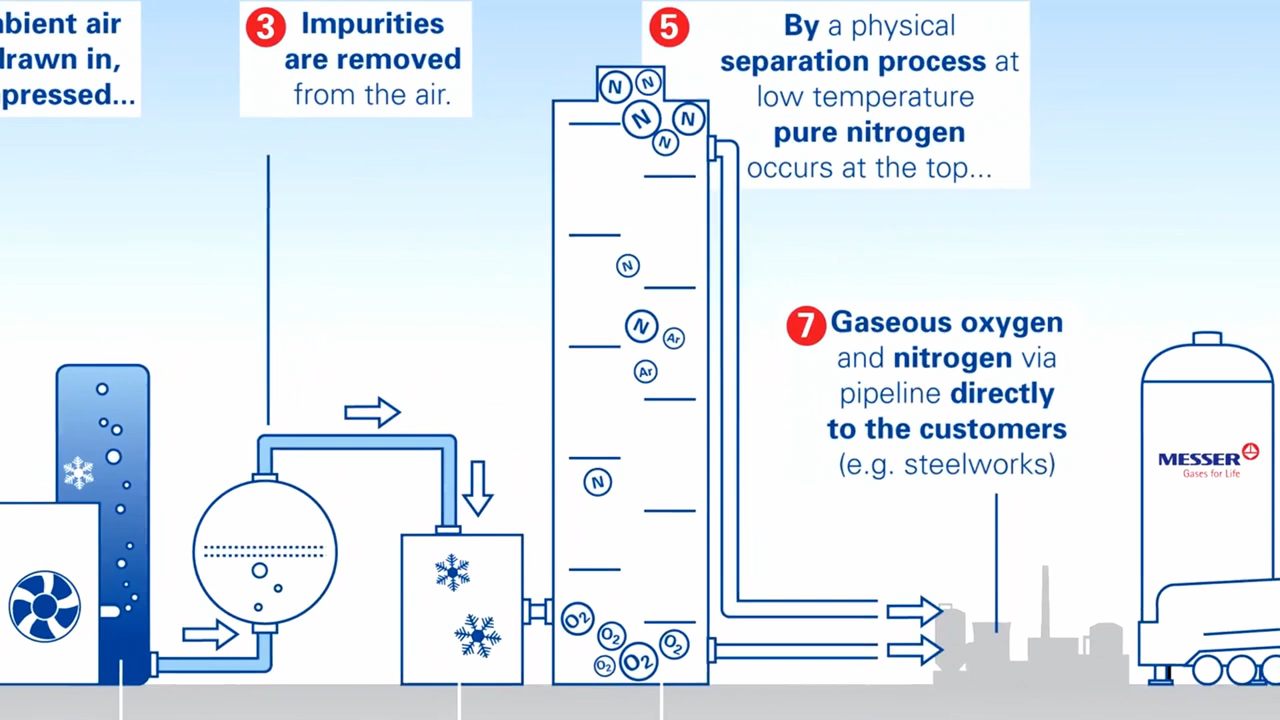 bient air
drawn in,
pressed...
3 Impurities
are removed
from the air.
5 By a physical
separation process at
low temperature
pure nitrogen
occurs at the top...
N N
N N
N
N
N Ar
Ar
N
O2
O2 O2
O2 O2
7 Gaseous oxygen
and nitrogen via
pipeline directly
to the customers
(e.g. steelworks)
MESSER
Gases for Life